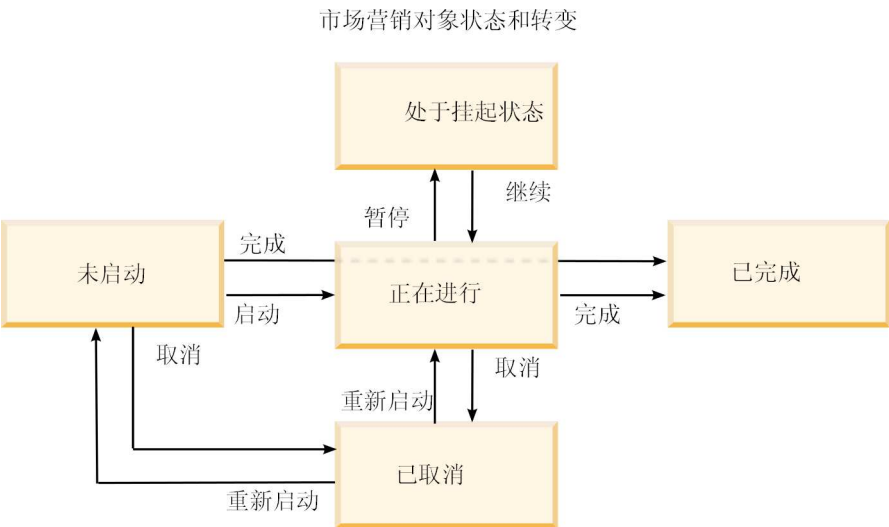 市场营销对象状态和转变
处于挂起状态
继续
暂停
完成
未启动
正在进行
已完成
启动
完成
取消
取消
重新启动
已取消
重新启动